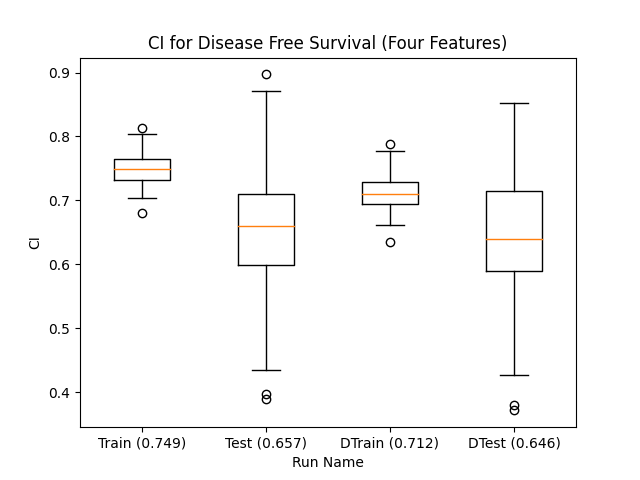 CI for Disease Free Survival (Four Features)
0.9
0.8
0.7
0.6
0.5
0.4
CI
Train (0.749) Test (0.657) DTrain (0.712) DTest (0.646)
Run Name